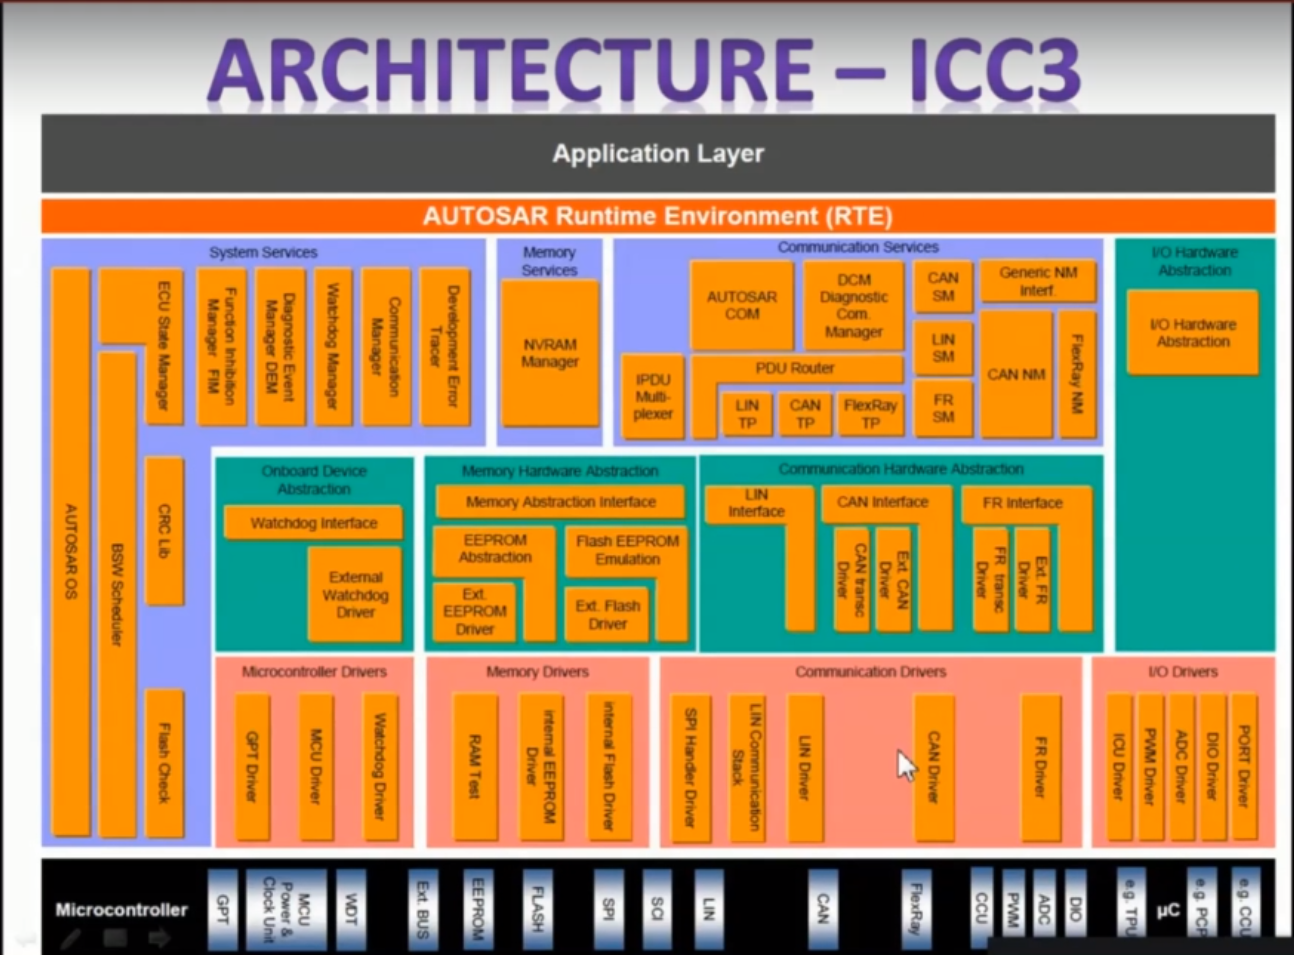 ARCHITECTURE – ICC3
Application Layer
AUTOSAR Runtime Environment (RTE)
System Services
AUTOSAR OS
BSW Scheduler
ECU State Manager
CRC Lib
Flash Check
Function Inhibition
Manager FIM
Diagnostic Event
Manager DEM
Watchdog Manager
Communication
Manager
Development Error
Tracer
Memory
Services
NVRAM
Manager
Communication Services
IPDU
Multi-
plexer
AUTOSAR
COM
DCM
Diagnostic
Com.
Manager
PDU Router
LIN
TP
CAN
TP
FlexRay
TP
CAN
SM
LIN
SM
FR
SM
Generic NM
Interf.
CAN NM
FlexRay NM
I/O Hardware
Abstraction
I/O Hardware
Abstraction
Onboard Device
Abstraction
Watchdog Interface
External
Watchdog
Driver
Memory Hardware Abstraction
Memory Abstraction Interface
EEPROM
Abstraction
Ext.
EEPROM
Driver
Flash EEPROM
Emulation
Ext. Flash
Driver
Communication Hardware Abstraction
LIN
Interface
CAN Interface
CAN transc
Driver
Ext. CAN
Driver
FR Interface
FR transc
Driver
Ext. FR
Driver
Microcontroller Drivers
GPT Driver
MCU Driver
Watchdog Driver
Memory Drivers
RAM Test
internal EEPROM
Driver
internal Flash Driver
Communication Drivers
SPI Handler Driver
LIN Communication
Stack
LIN Driver
CAN Driver
FR Driver
I/O Drivers
ICU Driver
PWM Driver
ADC Driver
DIO Driver
PORT Driver
Microcontroller
GPT
MCU
Power &
Clock Unit
WDT
Ext. BUS
EEPROM
FLASH
SPI
SCI
LIN
CAN
FlexRay
CCU
PWM
ADC
DIO
e.g. TPU
µC
e.g. PCP
e.g. CCU